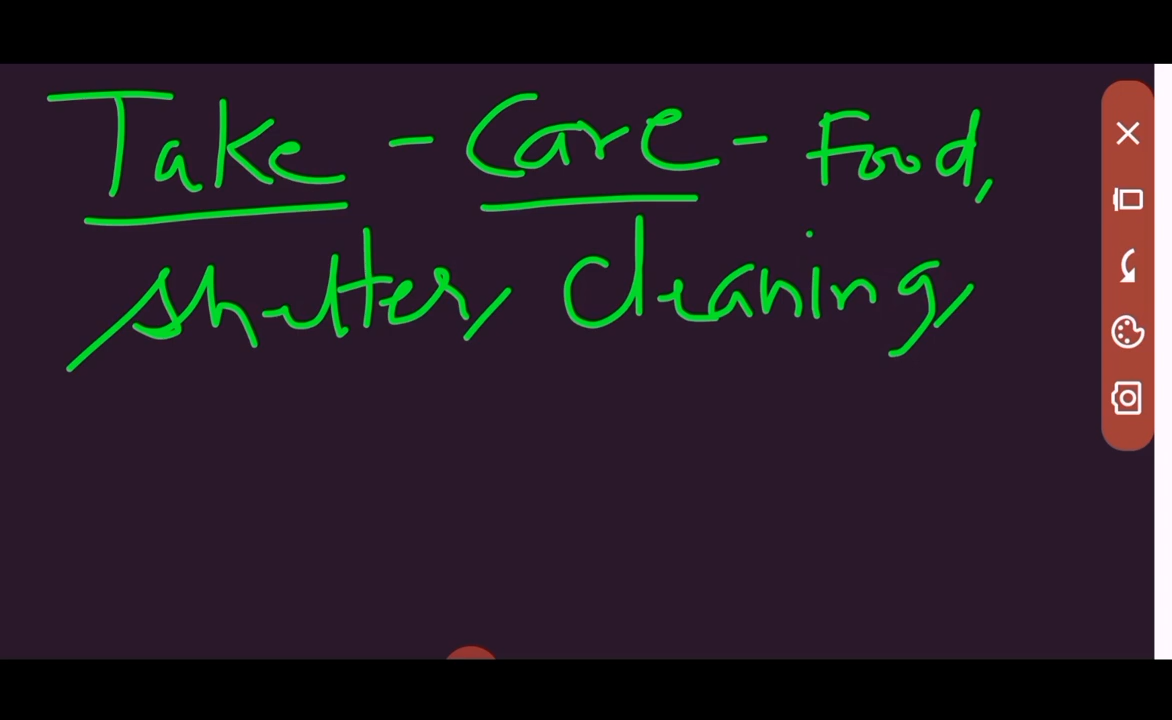 Take - Care - Food,
shelter, cleaning,